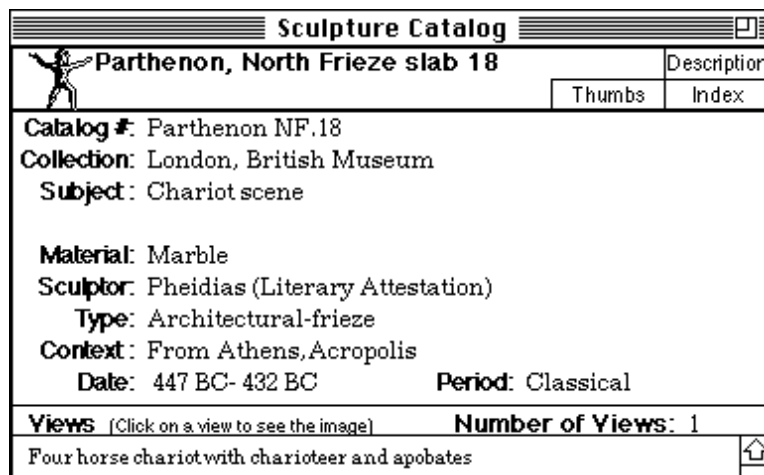 Sculpture Catalog
Parthenon, North Frieze slab 18
Description
Thumbs Index
Catalog #: Parthenon NF.18
Collection: London, British Museum
Subject: Chariot scene
Material: Marble
Sculptor: Pheidias (Literary Attestation)
Type: Architectural-frieze
Context: From Athens, Acropolis
Date: 447 BC- 432 BC Period: Classical
Views (Click on a view to see the image) Number of Views: 1
Four horse chariot with charioteer and apobates